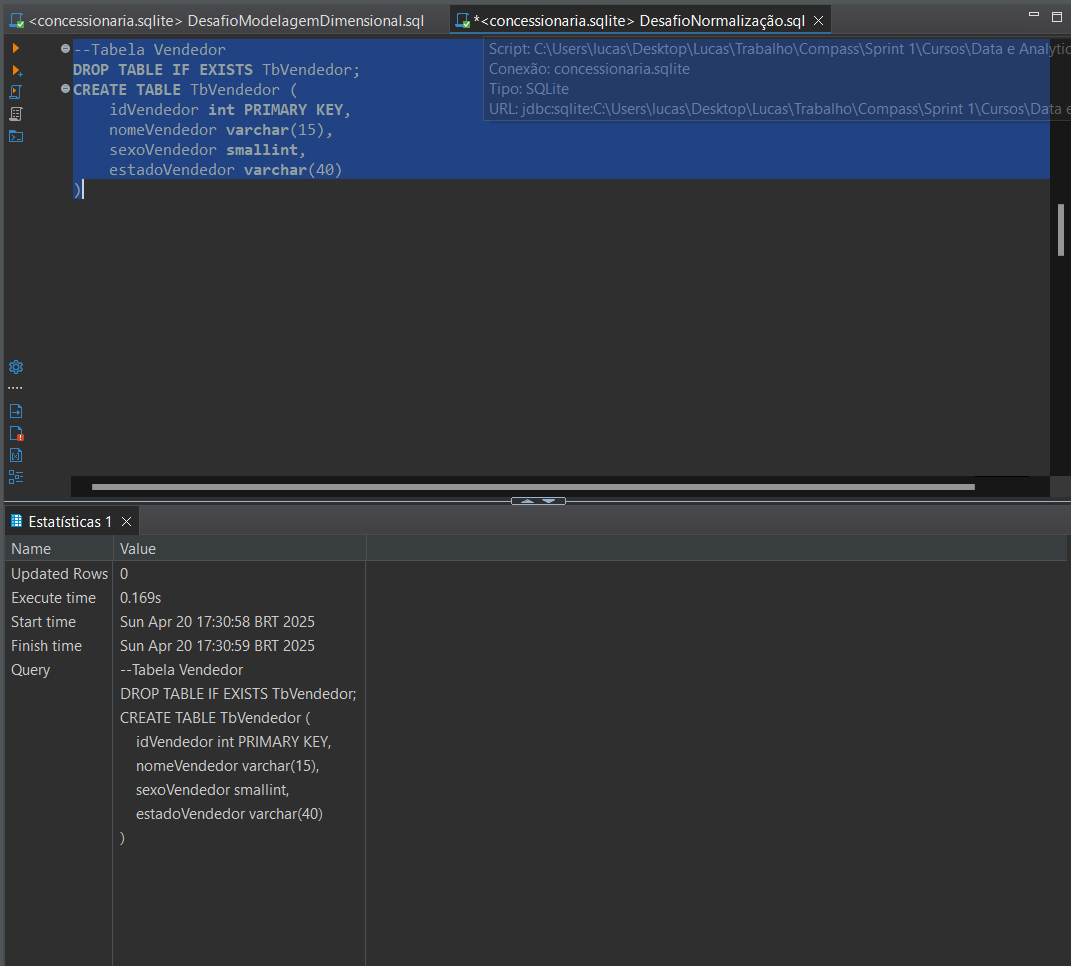 <concessionaria.sqlite> DesafioModelagemDimensional.sql
*<concessionaria.sqlite> DesafioNormalização.sql
--Tabela Vendedor
DROP TABLE IF EXISTS TbVendedor;
CREATE TABLE TbVendedor (
idVendedor int PRIMARY KEY,
nomeVendedor varchar(15),
sexoVendedor smallint,
estadoVendedor varchar(40)
)
Script: C:\Users\lucas\Desktop\Lucas\Trabalho\Compass\Sprint 1\Cursos\Data e Analytic
Conexão: concessionaria.sqlite
Tipo: SQLite
URL: jdbc:sqlite:C:\Users\lucas\Desktop\Lucas\Trabalho\Compass\Sprint 1\Cursos\Data e
Estatísticas 1
Name Value
Updated Rows 0
Execute time 0.169s
Start time Sun Apr 20 17:30:58 BRT 2025
Finish time Sun Apr 20 17:30:59 BRT 2025
Query --Tabela Vendedor
DROP TABLE IF EXISTS TbVendedor;
CREATE TABLE TbVendedor (
idVendedor int PRIMARY KEY,
nomeVendedor varchar(15),
sexoVendedor smallint,
estadoVendedor varchar(40)
)